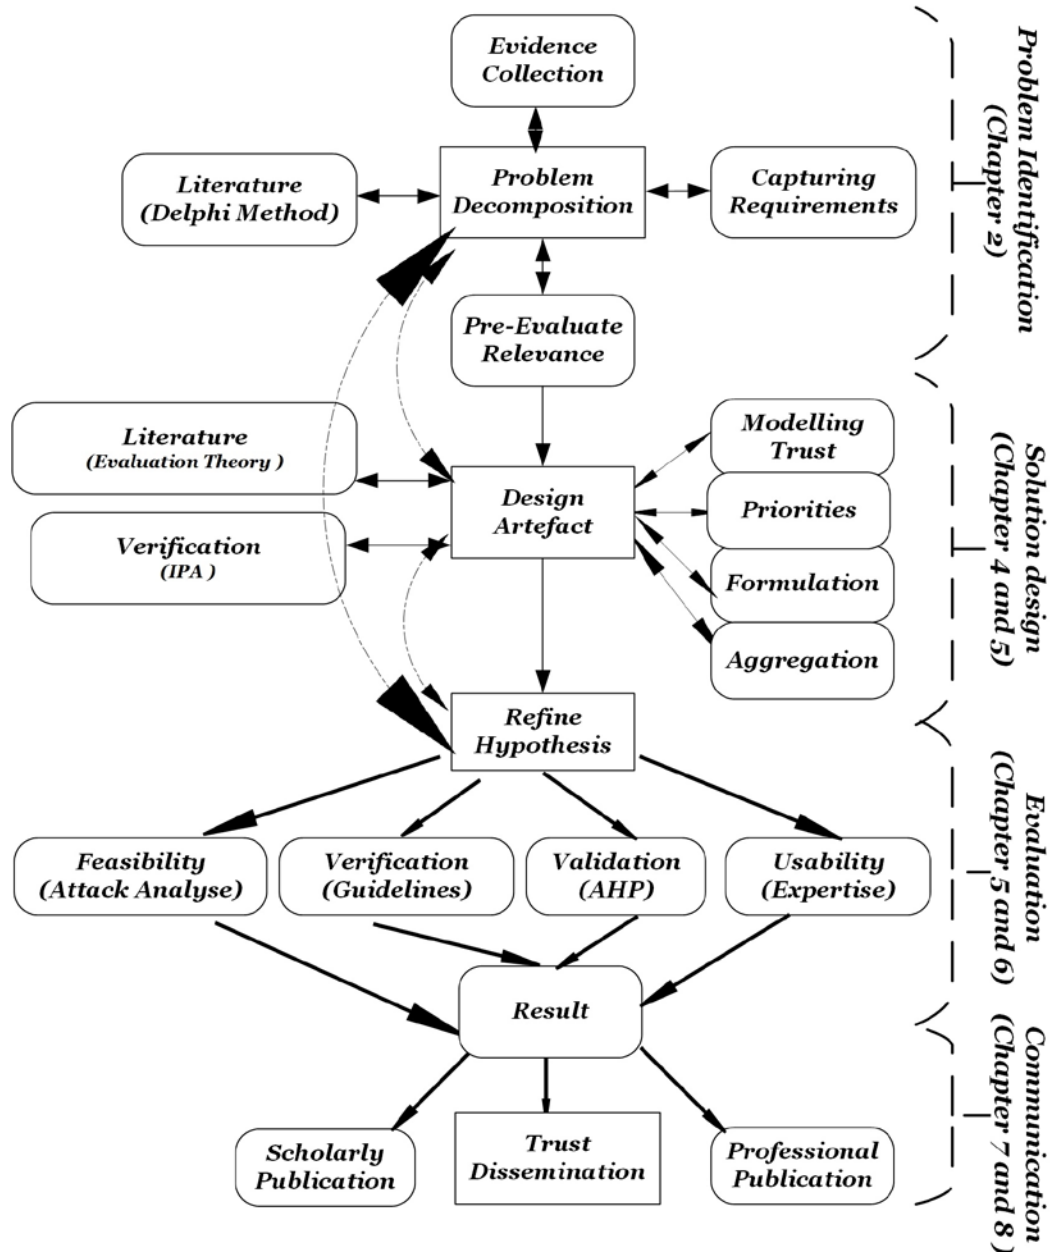 Evidence
Collection
Literature
(Delphi Method)
Problem
Decomposition
Capturing
Requirements
Pre-Evaluate
Relevance
Problem Identification
(Chapter 2)
Literature
(Evaluation Theory )
Verification
(IPA )
Design
Artefact
Modelling
Trust
Priorities
Formulation
Aggregation
Solution design
(Chapter 4 and 5)
Refine
Hypothesis
Feasibility
(Attack Analyse)
Verification
(Guidelines)
Validation
(AHP)
Usability
(Expertise)
Evaluation
(Chapter 5 and 6)
Result
Scholarly
Publication
Trust
Dissemination
Professional
Publication
Communication
(Chapter 7 and 8)